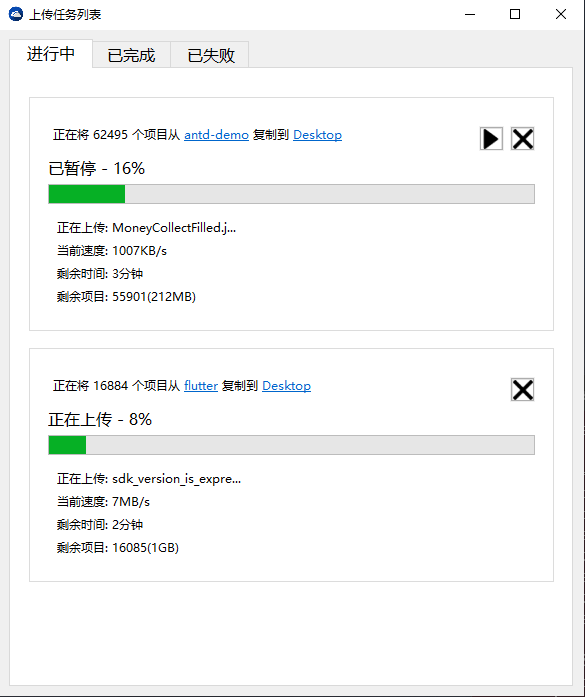 上传任务列表
进行中 已完成 已失败
正在将 62495 个项目从 antd-demo 复制到 Desktop
已暂停 - 16%
正在上传: MoneyCollectFilled.j...
当前速度: 1007KB/s
剩余时间: 3分钟
剩余项目: 55901(212MB)
正在将 16884 个项目从 flutter 复制到 Desktop
正在上传 - 8%
正在上传: sdk_version_is_expre...
当前速度: 7MB/s
剩余时间: 2分钟
剩余项目: 16085(1GB)